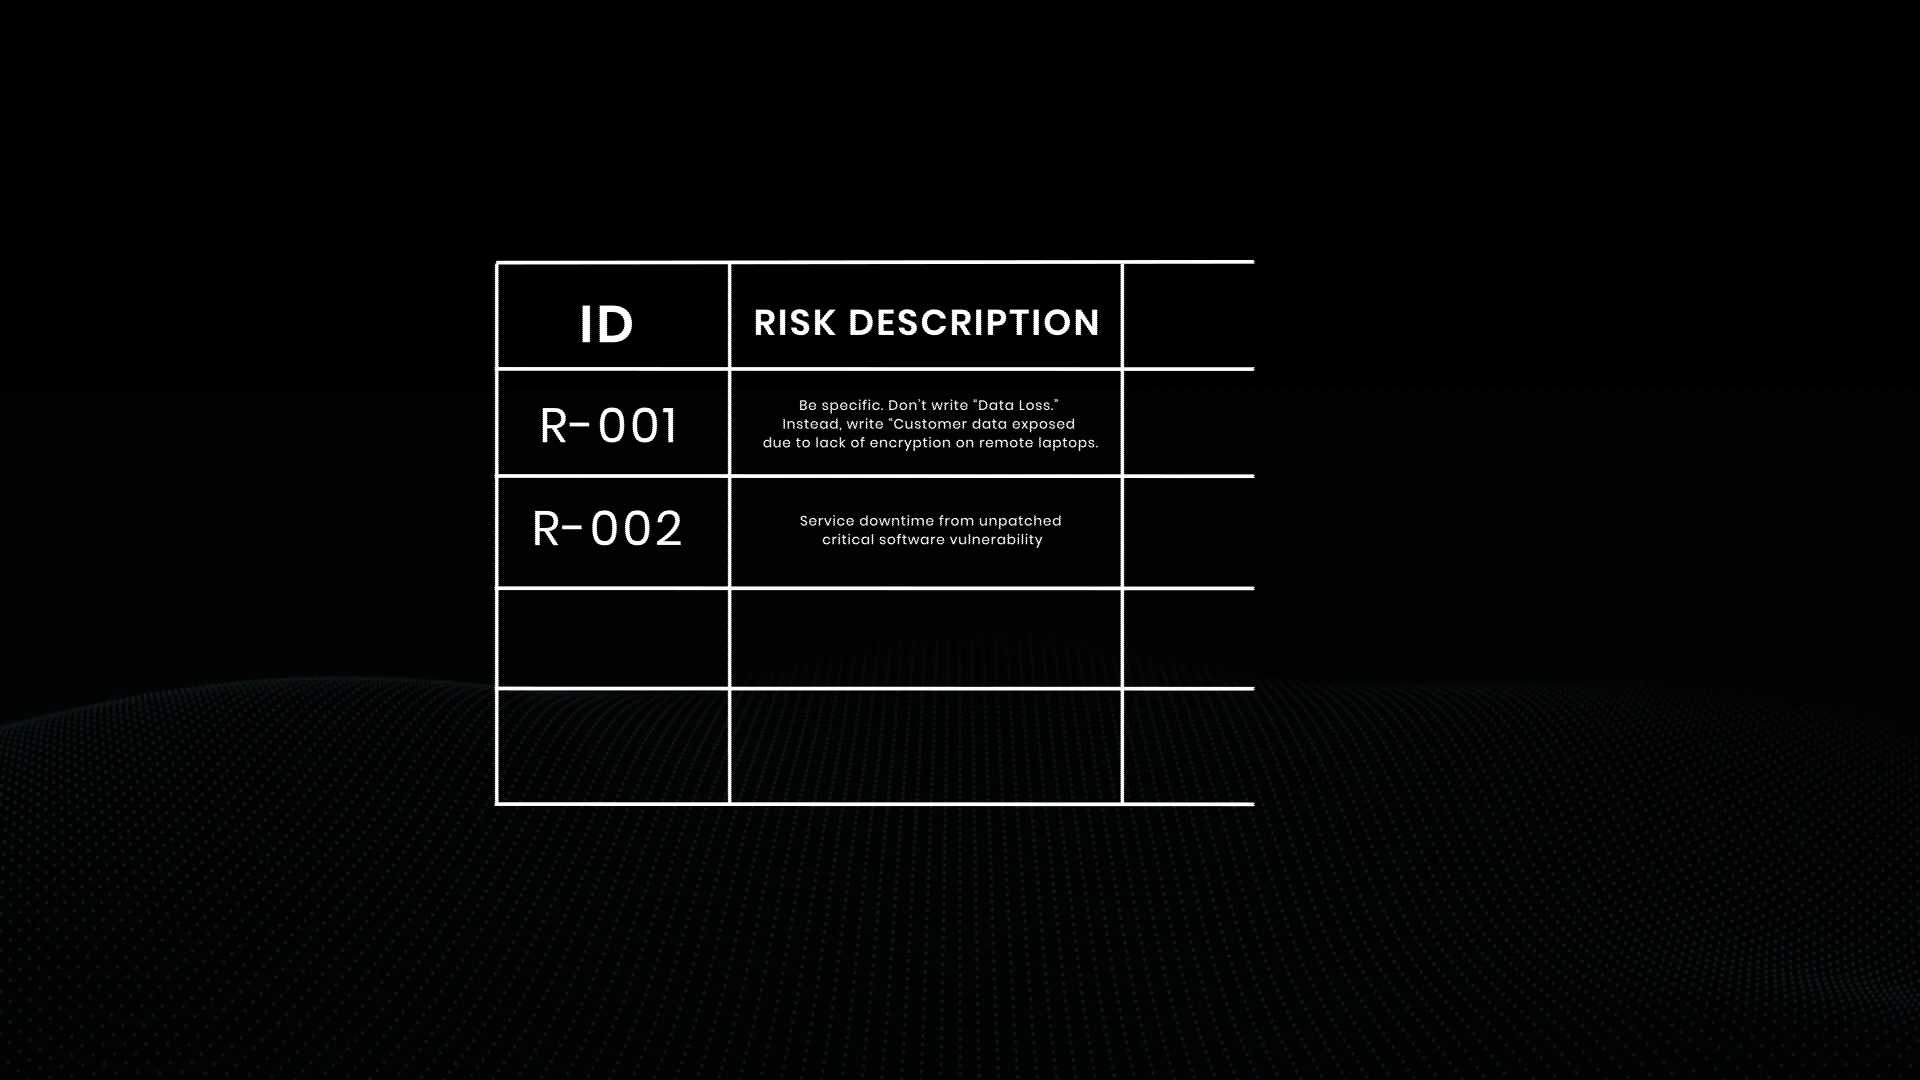 ID
RISK DESCRIPTION
R-001
Be specific. Don't write “Data Loss.”
Instead, write “Customer data exposed
due to lack of encryption on remote laptops.
R-002
Service downtime from unpatched
critical software vulnerability